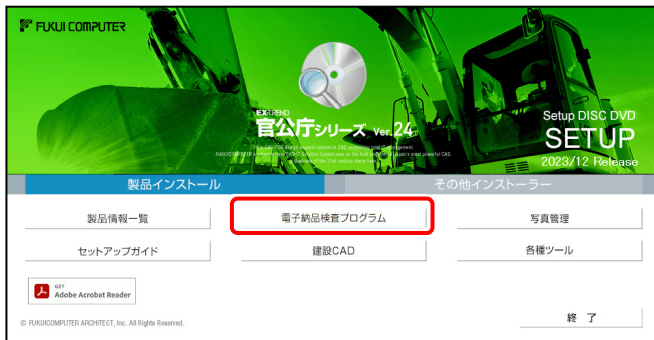 FUKUI COMPUTER
EX-TREND
官公庁シリーズ Ver.24
Setup DISC DVD
SETUP
2023/12 Release
製品インストール
その他インストーラー
製品情報一覧
電子納品検査プログラム
写真管理
セットアップガイド
建設CAD
各種ツール
GET
Adobe Acrobat Reader
© FUKUICOMPUTER ARCHITECT, Inc. All Rights Reserved.
終 了